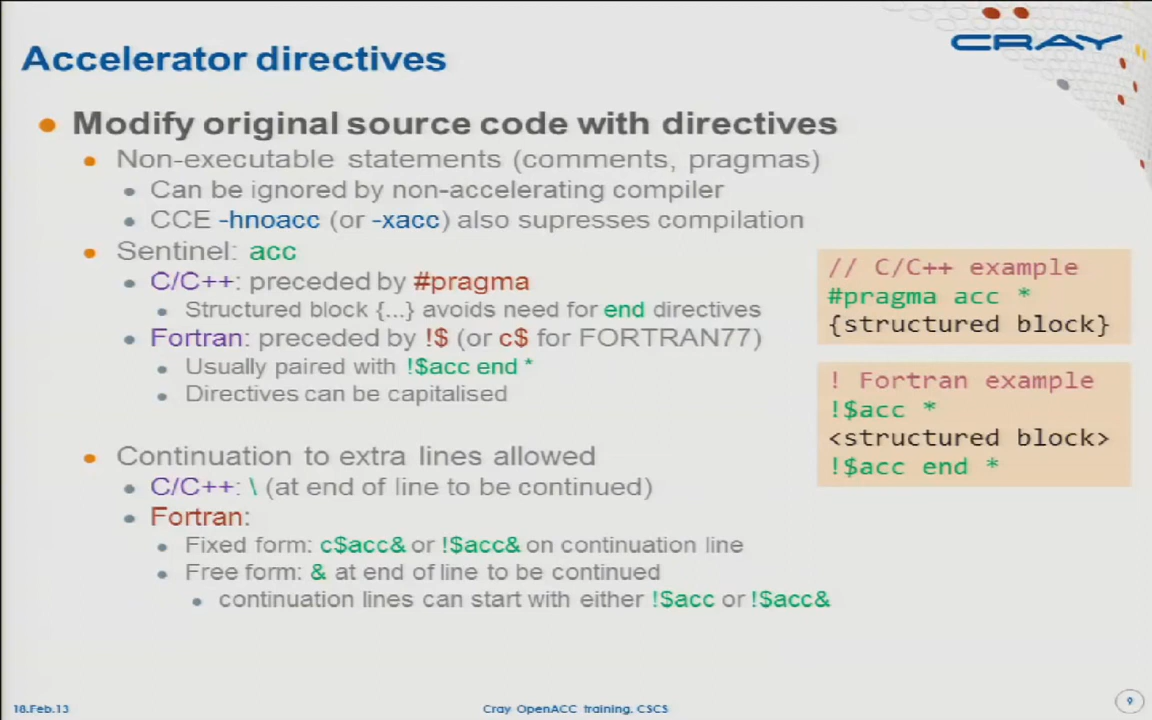 CRAY
Accelerator directives
• Modify original source code with directives
• Non-executable statements (comments, pragmas)
• Can be ignored by non-accelerating compiler
• CCE -hnoacc (or -xacc) also supresses compilation
• Sentinel: acc
• C/C++: preceded by #pragma
• Structured block {...} avoids need for end directives
• Fortran: preceded by !$ (or c$ for FORTRAN77)
• Usually paired with !$acc end *
• Directives can be capitalised
• Continuation to extra lines allowed
• C/C++: \ (at end of line to be continued)
• Fortran:
• Fixed form: c$acc& or !$acc& on continuation line
• Free form: & at end of line to be continued
• continuation lines can start with either !$acc or !$acc&
// C/C++ example
#pragma acc *
{structured block}
! Fortran example
!$acc *
<structured block>
!$acc end *
18.Feb.13
Cray OpenACC training, CSCS
9